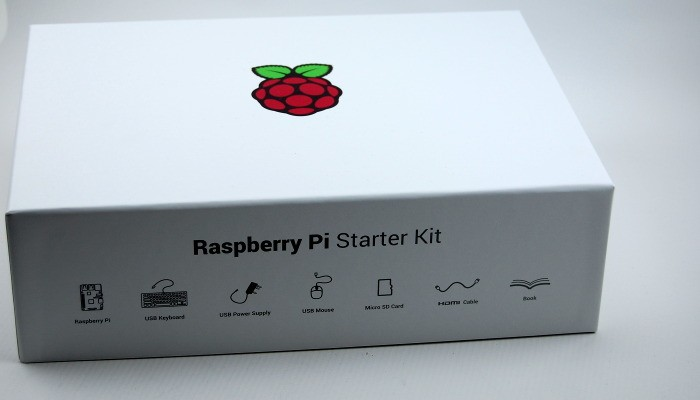 Raspberry Pi Starter Kit
Raspberry Pi
USB Keyboard
USB Power Supply
USB Mouse
Micro SD Card
HDMI Cable
Book